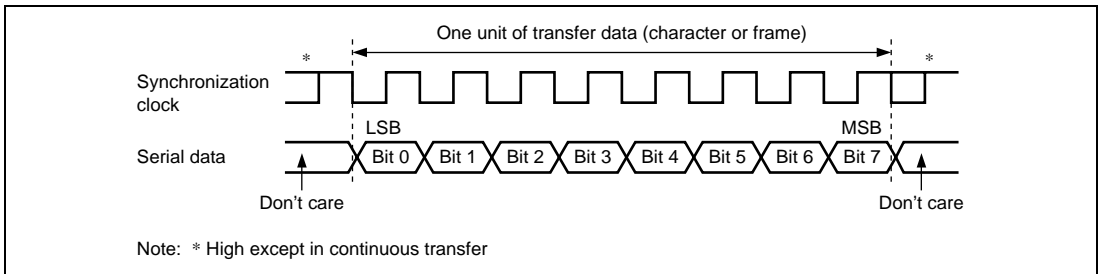 One unit of transfer data (character or frame)
* *
Synchronization
clock
LSB MSB
Serial data Bit 0 Bit 1 Bit 2 Bit 3 Bit 4 Bit 5 Bit 6 Bit 7
Don't care Don't care
Note: * High except in continuous transfer